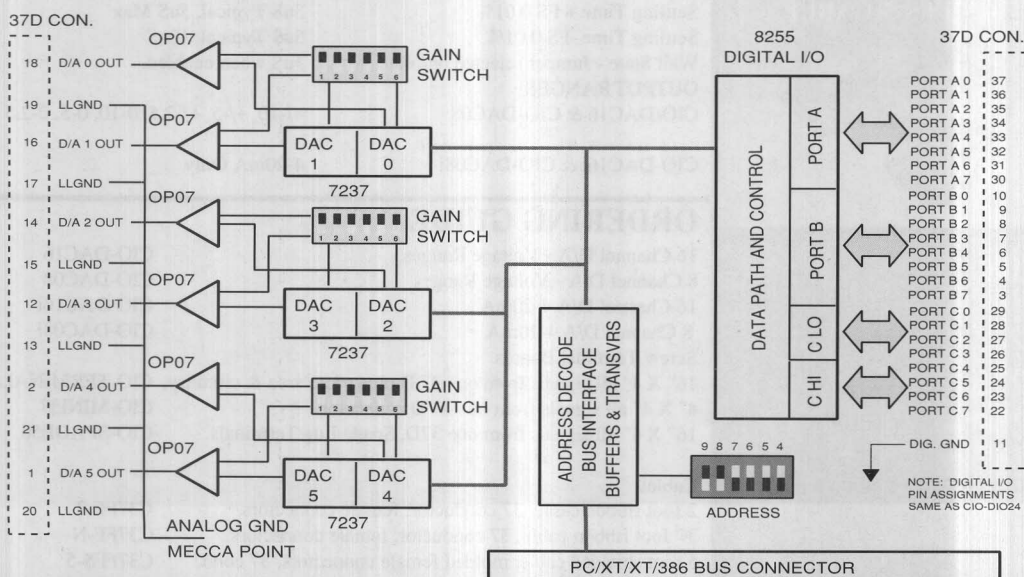 37D CON.
18 D/A 0 OUT
19 LLGND
16 D/A 1 OUT
17 LLGND
14 D/A 2 OUT
15 LLGND
12 D/A 3 OUT
13 LLGND
2 D/A 4 OUT
21 LLGND
1 D/A 5 OUT
20 LLGND
OP07
OP07
OP07
OP07
OP07
OP07
ANALOG GND
MECCA POINT
1 2 3 4 5 6
GAIN
SWITCH
DAC DAC
1 0
7237
1 2 3 4 5 6
GAIN
SWITCH
DAC DAC
3 2
7237
1 2 3 4 5 6
GAIN
SWITCH
DAC DAC
5 4
7237
ADDRESS DECODE
BUS INTERFACE
BUFFERS & TRANSVRS
8255
DIGITAL I/O
DATA PATH AND CONTROL
PORT A
PORT B
C LO
C HI
9 8 7 6 5 4
ADDRESS
37D CON.
PORT A 0 37
PORT A 1 36
PORT A 2 35
PORT A 3 34
PORT A 4 33
PORT A 5 32
PORT A 6 31
PORT A 7 30
PORT B 0 10
PORT B 1 9
PORT B 2 8
PORT B 3 7
PORT B 4 6
PORT B 5 5
PORT B 6 4
PORT B 7 3
PORT C 0 29
PORT C 1 28
PORT C 2 27
PORT C 3 26
PORT C 4 25
PORT C 5 24
PORT C 6 23
PORT C 7 22
DIG. GND 11
NOTE: DIGITAL I/O
PIN ASSIGNMENTS
SAME AS CIO-DIO24
PC/XT/XT/386 BUS CONNECTOR